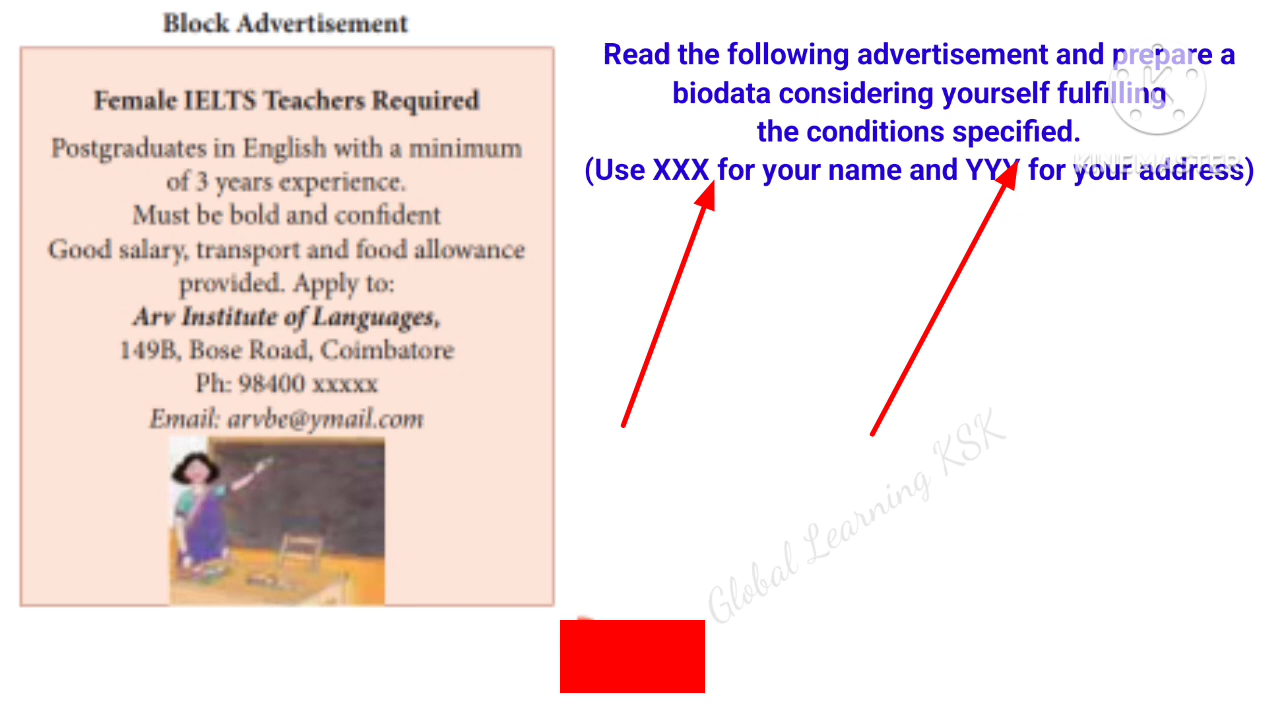 Block Advertisement
Female IELTS Teachers Required
Postgraduates in English with a minimum
of 3 years experience.
Must be bold and confident
Good salary, transport and food allowance
provided. Apply to:
Arv Institute of Languages,
149B, Bose Road, Coimbatore
Ph: 98400 xxxxx
Email: arvbe@ymail.com
Read the following advertisement and prepare a
biodata considering yourself fulfilling
the conditions specified.
(Use XXX for your name and YYY for your address)
KINEMASTER
Global Learning KSK